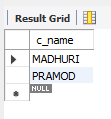 Result Grid
c_name
MADHURI
PRAMOD
NULL